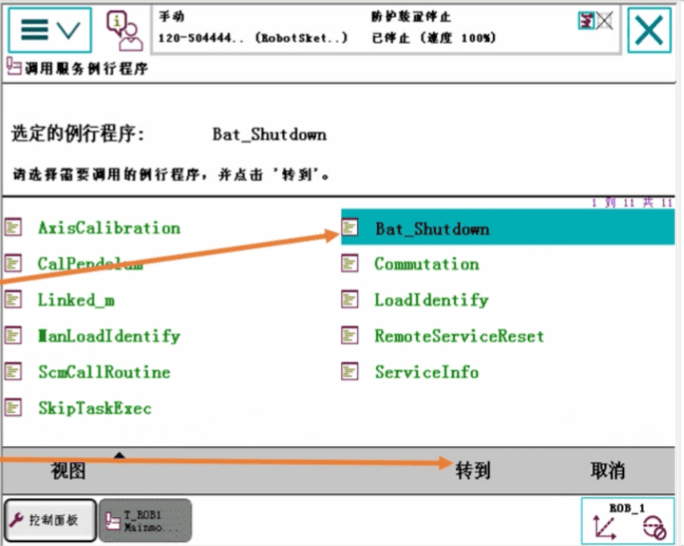 手动
防护装置停止
120-504444.. (RobotSket..)
已停止 (速度 100%)
调用服务例行程序
选定的例行程序: Bat_Shutdown
请选择需要调用的例行程序，并点击 '转到'。
1 到 11 共 11
AxisCalibration
Bat_Shutdown
CalPendulum
Commutation
Linked_m
LoadIdentify
ManLoadIdentify
RemoteServiceReset
ScmCallRoutine
ServiceInfo
SkipTaskExec
视图
转到
取消
控制面板
T_ROB1
Mainmo...
ROB_1